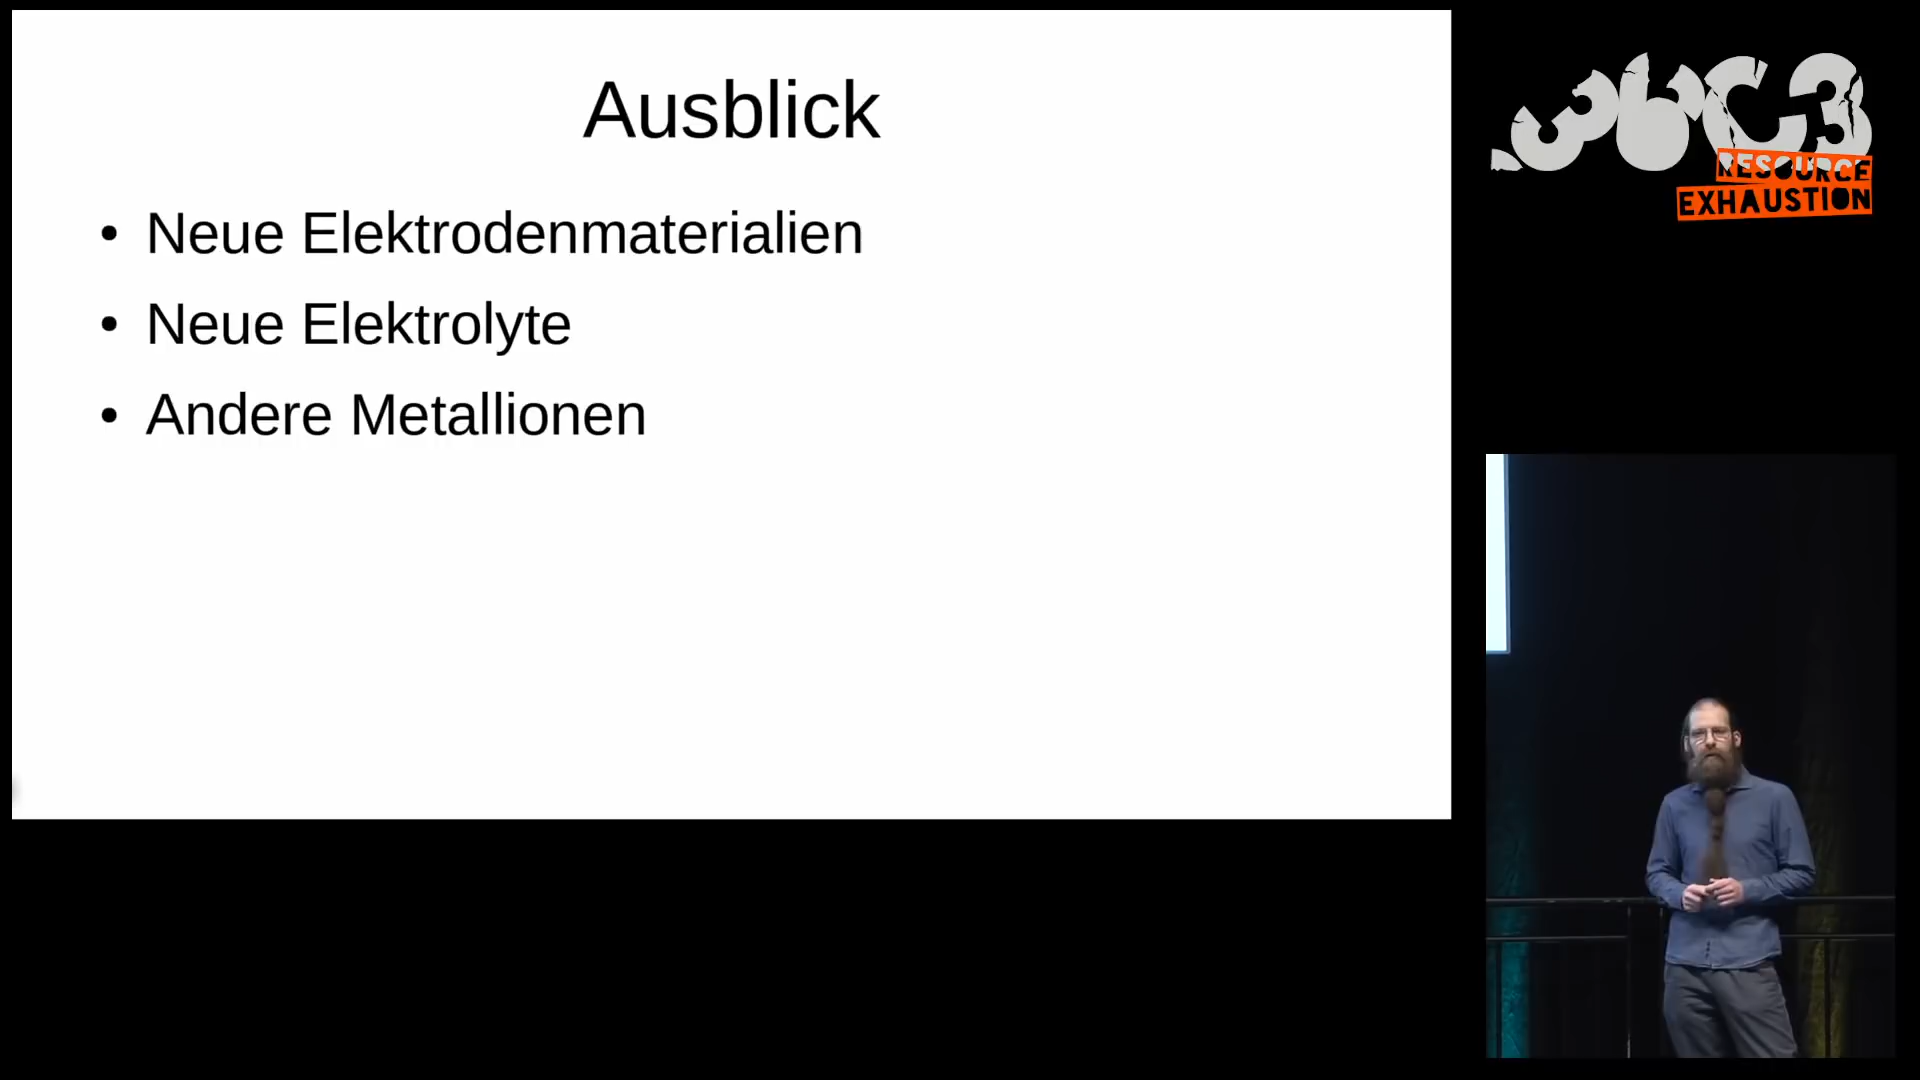 Ausblick
• Neue Elektrodenmaterialien
• Neue Elektrolyte
• Andere Metallionen
36C3
RESOURCE
EXHAUSTION